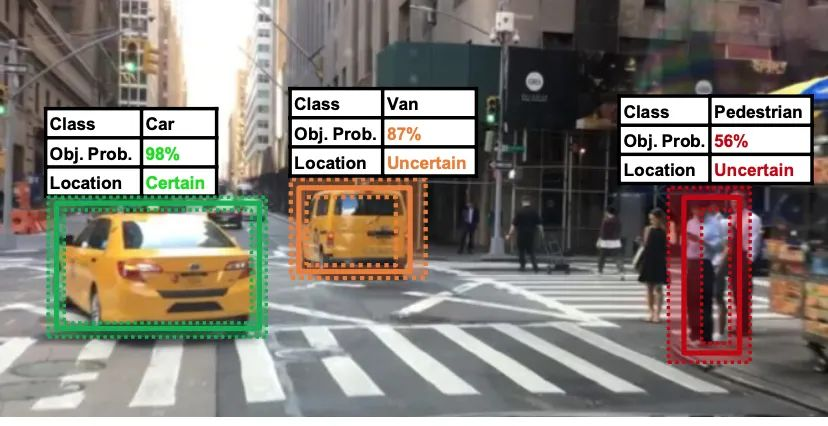 Class Car
Obj. Prob. 98%
Location Certain
Class Van
Obj. Prob. 87%
Location Uncertain
Class Pedestrian
Obj. Prob. 56%
Location Uncertain